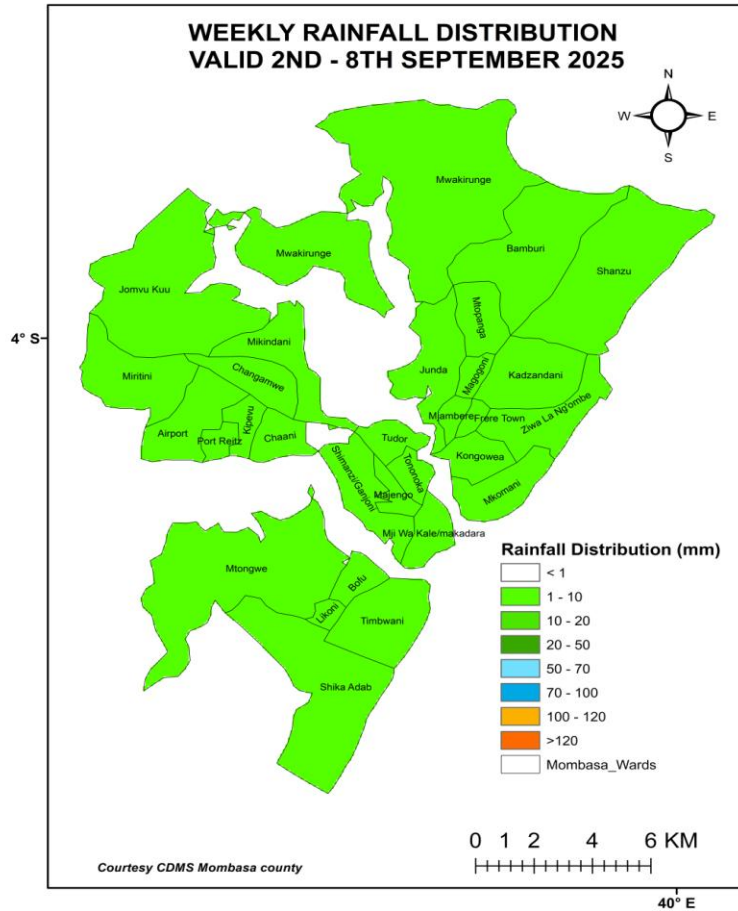 WEEKLY RAINFALL DISTRIBUTION
VALID 2ND - 8TH SEPTEMBER 2025
N
W
E
S
Mwakirunge
Bamburi
Mwakirunge
Shanzu
Jomvu Kuu
Mtopanga
4° S
Mikindani
Junda
Magogoni
Kadzandani
Miritini
Changamwe
Mjambere
Frere Town
Ziwa La Ng'ombe
Airport
Port Reitz
Kipevu
Chaani
Tudor
Kongowea
Shimanzi/Ganjoni
Tononoka
Majengo
Mkomani
Mji Wa Kale/makadara
Mtongwe
Bofu
Likoni
Timbwani
Shika Adab
Rainfall Distribution (mm)
< 1
1 - 10
10 - 20
20 - 50
50 - 70
70 - 100
100 - 120
>120
Mombasa_Wards
0 1 2 4 6 KM
Courtesy CDMS Mombasa county
40° E